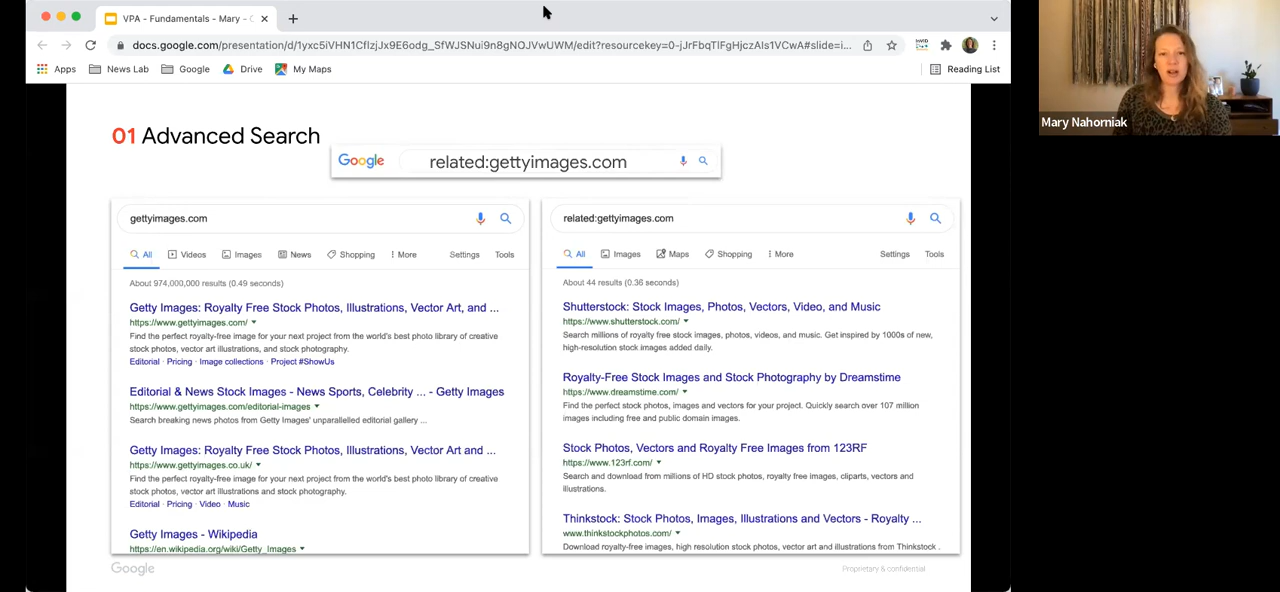 VPA - Fundamentals - Mary -
docs.google.com/presentation/d/1yxc5iVHN1CfIzjJx9E6odg_SfWJSNui9n8gNOJVwUWM/edit?resourcekey=0-jJrFbqTlFgHjczAIs1VCwA#slide=i...
Apps News Lab Google Drive My Maps Reading List
01 Advanced Search
Google related:gettyimages.com
gettyimages.com
All Videos Images News Shopping More Settings Tools
About 974,000,000 results (0.49 seconds)
Getty Images: Royalty Free Stock Photos, Illustrations, Vector Art, and ...
https://www.gettyimages.com/
Find the perfect royalty-free image for your next project from the world's best photo library of creative
stock photos, vector art illustrations, and stock photography.
Editorial · Pricing · Image collections · Project #ShowUs
Editorial & News Stock Images - News Sports, Celebrity ... - Getty Images
https://www.gettyimages.com/editorial-images
Search breaking news photos from Getty Images' unparallelled editorial gallery ...
Getty Images: Royalty Free Stock Photos, Illustrations, Vector Art and ...
https://www.gettyimages.co.uk/
Find the perfect royalty-free image for your next project from the world's best photo library of creative
stock photos, vector art illustrations and stock photography.
Editorial · Pricing · Video · Music
Getty Images - Wikipedia
https://en.wikipedia.org/wiki/Getty_Images
related:gettyimages.com
All Images Maps Shopping More Settings Tools
About 44 results (0.36 seconds)
Shutterstock: Stock Images, Photos, Vectors, Video, and Music
https://www.shutterstock.com/
Search millions of royalty free stock images, photos, videos, and music. Get inspired by 1000s of new,
high-resolution stock images added daily.
Royalty-Free Stock Images and Stock Photography by Dreamstime
https://www.dreamstime.com/
Find the perfect stock photos, images and vectors for your project. Quickly search over 107 million
images including free and public domain images.
Stock Photos, Vectors and Royalty Free Images from 123RF
https://www.123rf.com/
Search and download from millions of HD stock photos, royalty free images, cliparts, vectors and
illustrations.
Thinkstock: Stock Photos, Images, Illustrations and Vectors - Royalty ...
www.thinkstockphotos.com/
Download royalty-free images, high resolution stock photos, vector art and illustrations from Thinkstock .
Google
Proprietary & confidential
Mary Nahorniak